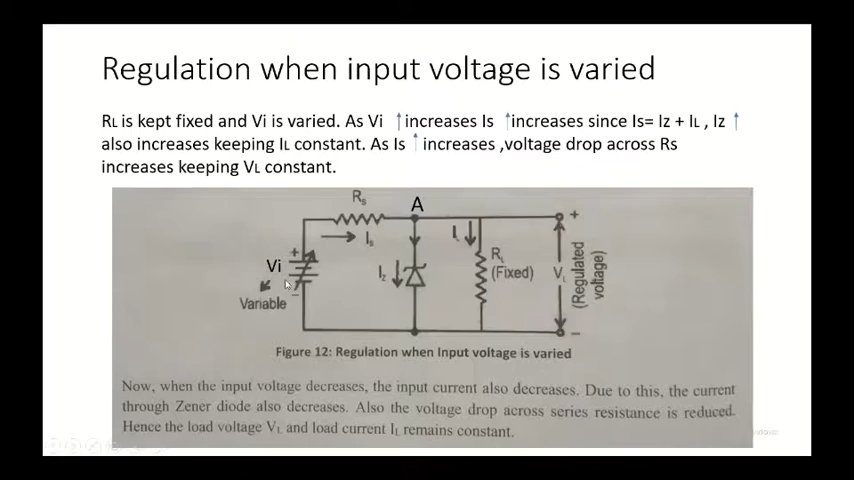 Regulation when input voltage is varied
RL is kept fixed and Vi is varied. As Vi ↑increases Is ↑increases since Is= Iz + IL , Iz ↑
also increases keeping IL constant. As Is ↑ increases ,voltage drop across Rs
increases keeping VL constant.
Rs
A
+
Is
IL
+
Vi
Iz
RL
(Fixed)
VL
(Regulated
voltage)
Variable
−
−
Figure 12: Regulation when Input voltage is varied
Now, when the input voltage decreases, the input current also decreases. Due to this, the current
through Zener diode also decreases. Also the voltage drop across series resistance is reduced.
Hence the load voltage VL and load current IL remains constant.